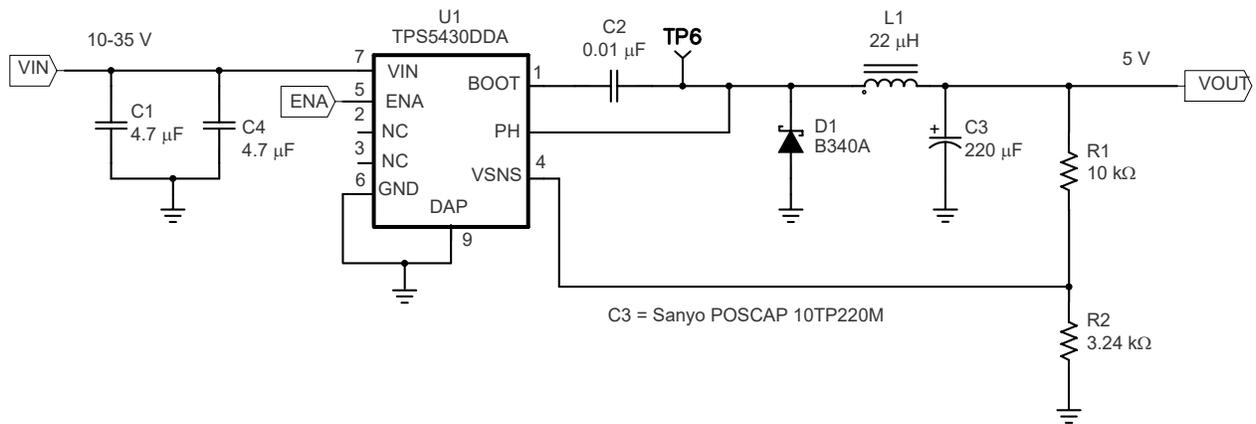 U1
TPS5430DDA
10-35 V
VIN
C1
4.7 μF
C4
4.7 μF
ENA
7
5
2
3
6
VIN
ENA
NC
NC
GND
BOOT
PH
VSNS
DAP
1
4
9
C2
0.01 μF
TP6
L1
22 μH
5 V
VOUT
D1
B340A
+
C3
220 μF
R1
10 kΩ
C3 = Sanyo POSCAP 10TP220M
R2
3.24 kΩ